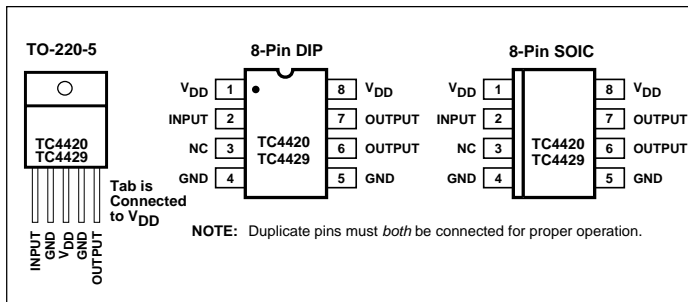 TO-220-5
TC4420
TC4429
Tab is
Connected
to VDD
INPUT
GND
VDD
GND
OUTPUT
8-Pin DIP
VDD 1
INPUT 2
NC 3
GND 4
TC4420
TC4429
8 VDD
7 OUTPUT
6 OUTPUT
5 GND
8-Pin SOIC
VDD 1
INPUT 2
NC 3
GND 4
TC4420
TC4429
8 VDD
7 OUTPUT
6 OUTPUT
5 GND
NOTE: Duplicate pins must both be connected for proper operation.